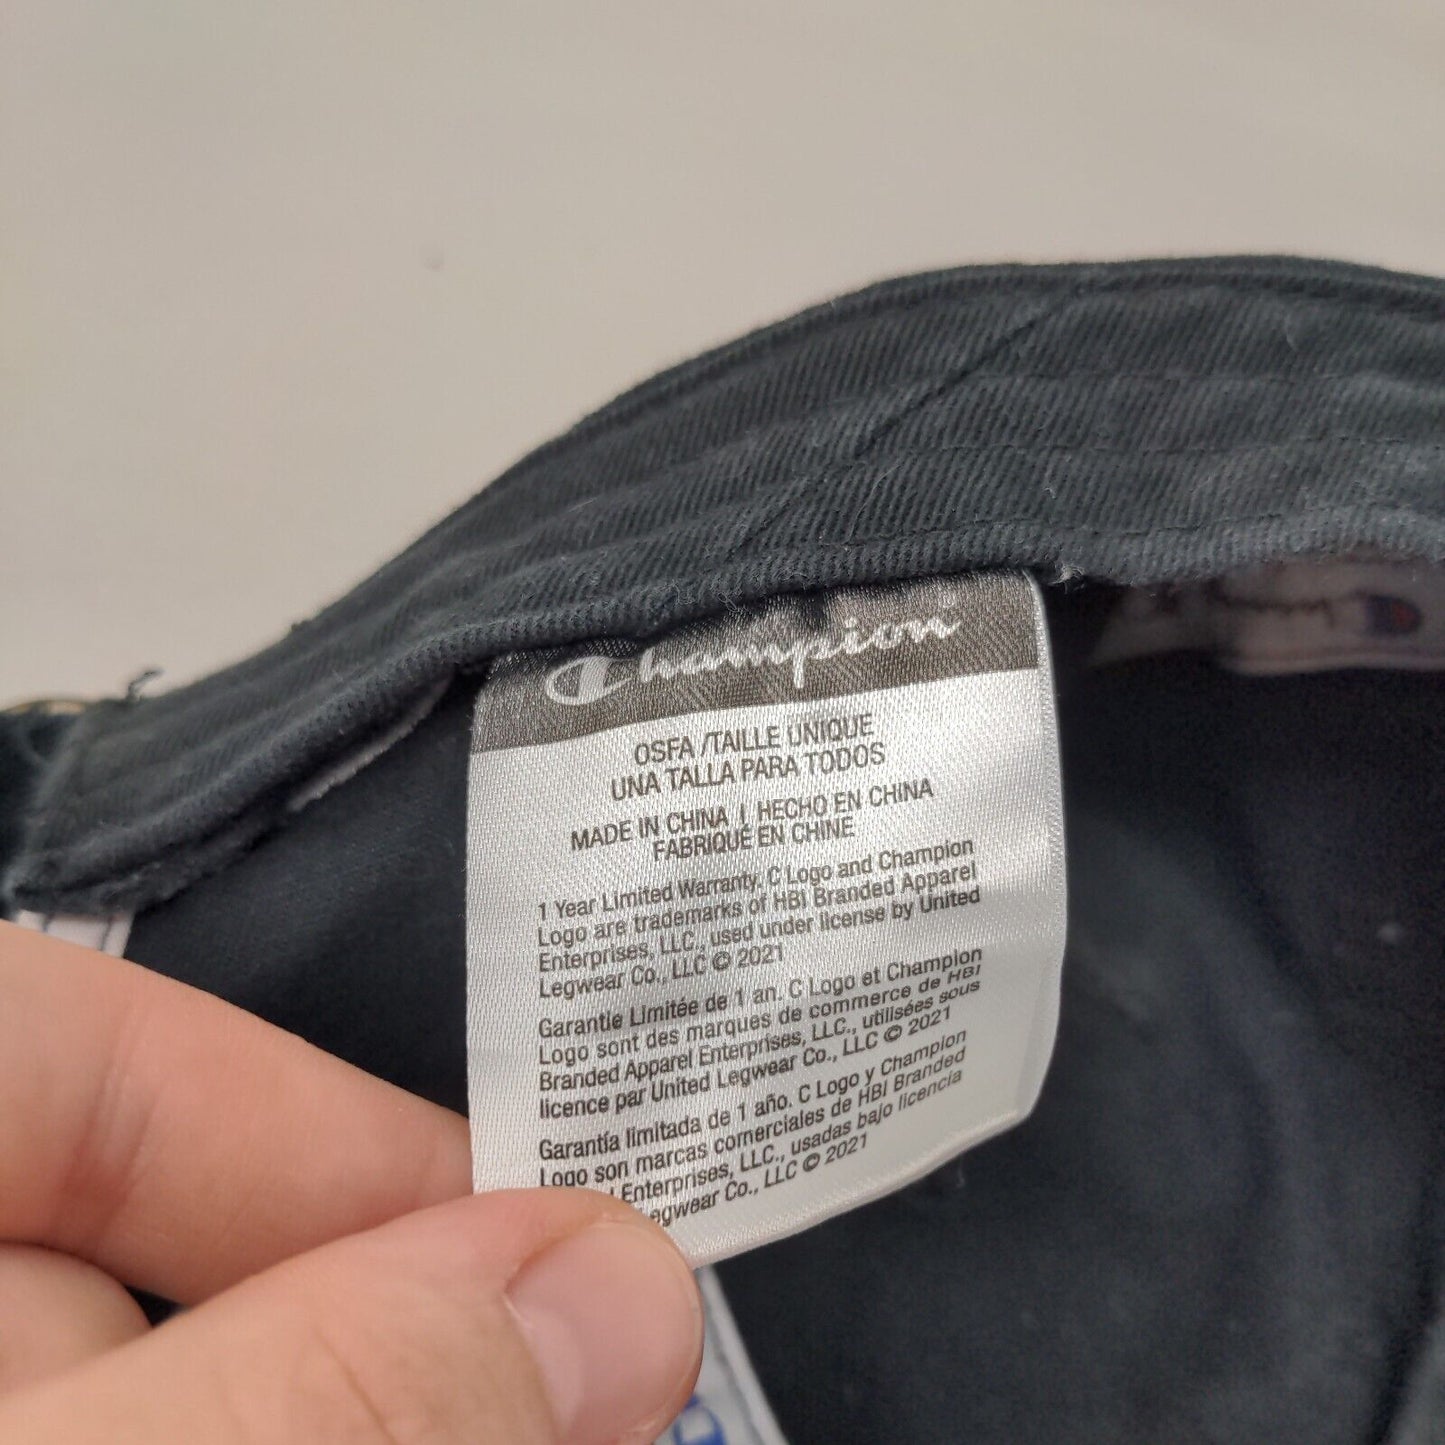 Champion
OSFA /TAILLE UNIQUE
UNA TALLA PARA TODOS
MADE IN CHINA | HECHO EN CHINA
FABRIQUÉ EN CHINE
1 Year Limited Warranty. C Logo and Champion
Logo are trademarks of HBI Branded Apparel
Enterprises, LLC., used under license by United
Legwear Co., LLC © 2021
Garantie Limitée de 1 an. C Logo et Champion
Logo sont des marques de commerce de HBI
Branded Apparel Enterprises, LLC., utilisées sous
licence par United Legwear Co., LLC © 2021
Garantía limitada de 1 año. C Logo y Champion
Logo son marcas comerciales de HBI Branded
Enterprises, LLC., usadas bajo licencia
egwear Co., LLC © 2021